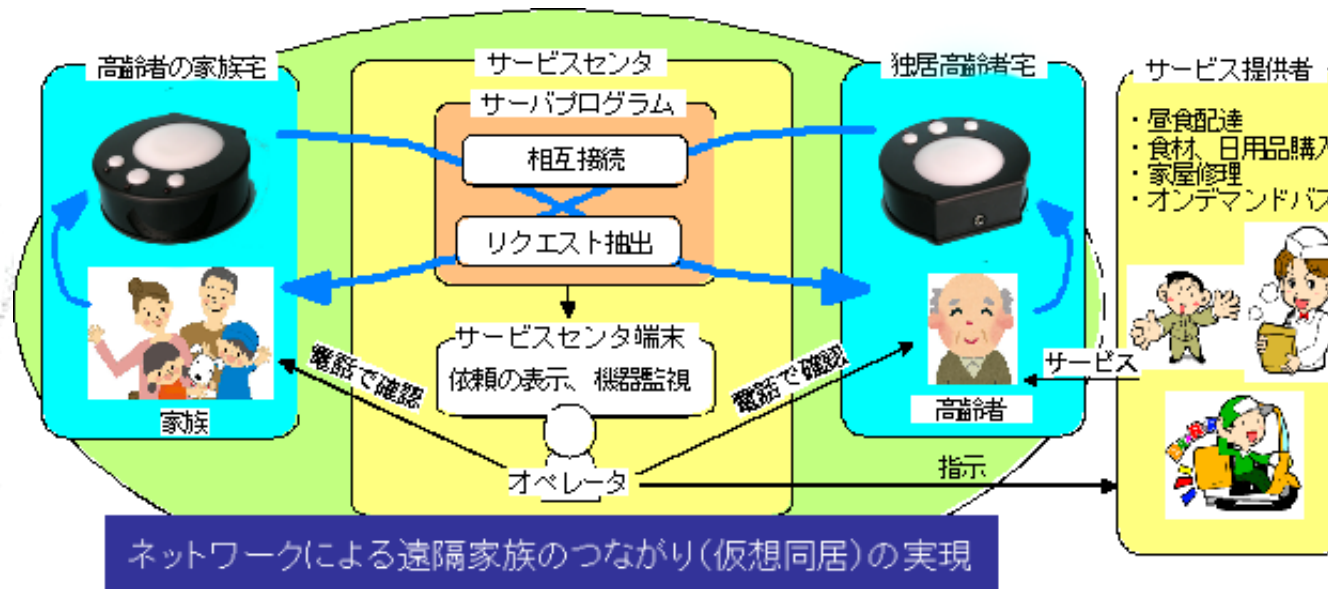 高齢者の家族宅
サービスセンタ
独居高齢者宅
サービス提供者
サーバプログラム
相互接続
リクエスト抽出
・昼食配達
・食材、日用品購入
・家屋修理
・オンデマンドバス
サービスセンタ端末
依頼の表示、機器監視
電話で確認
電話で確認
サービス
家族
高齢者
オペレータ
指示
ネットワークによる遠隔家族のつながり(仮想同居)の実現